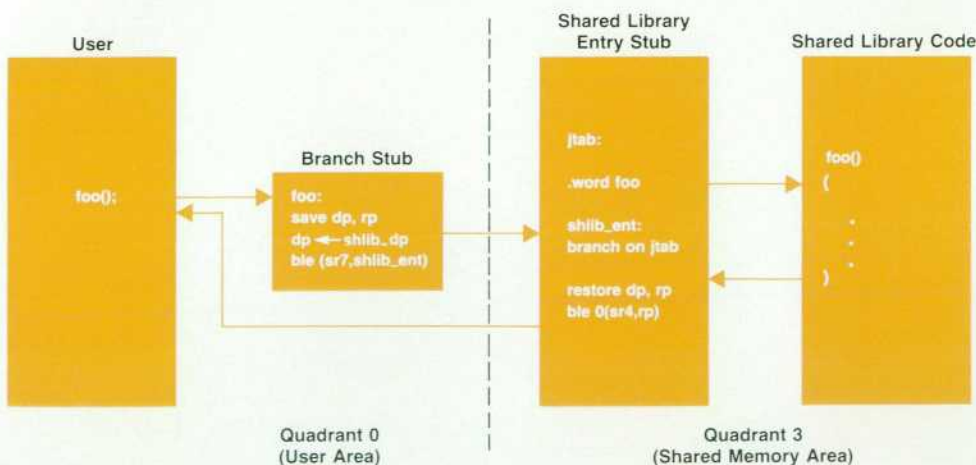 User
foo();
Branch Stub
foo:
save dp, rp
dp ← shlib_dp
ble (sr7,shlib_ent)
Shared Library
Entry Stub
jtab:
.word foo
shlib_ent:
branch on jtab
restore dp, rp
ble 0(sr4,rp)
Shared Library Code
foo()
(
.
.
.
)
Quadrant 0
(User Area)
Quadrant 3
(Shared Memory Area)